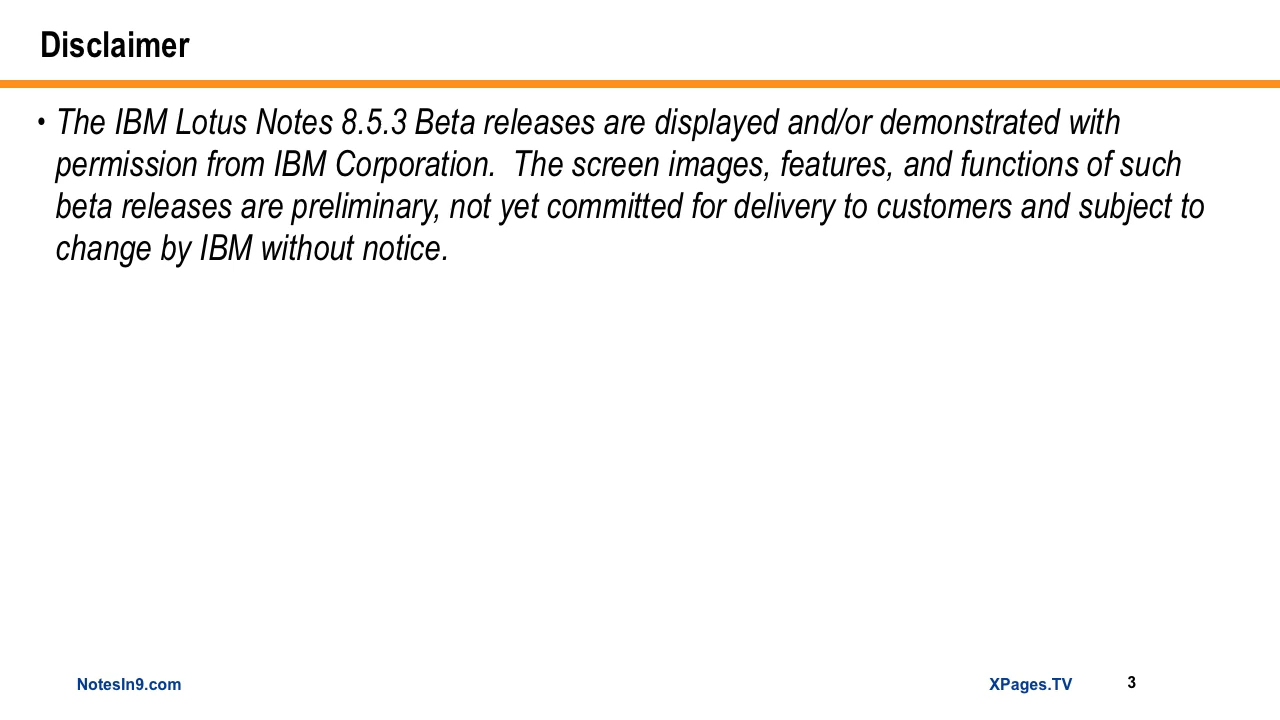 Disclaimer
• The IBM Lotus Notes 8.5.3 Beta releases are displayed and/or demonstrated with
permission from IBM Corporation.  The screen images, features, and functions of such
beta releases are preliminary, not yet committed for delivery to customers and subject to
change by IBM without notice.
NotesIn9.com
XPages.TV
3